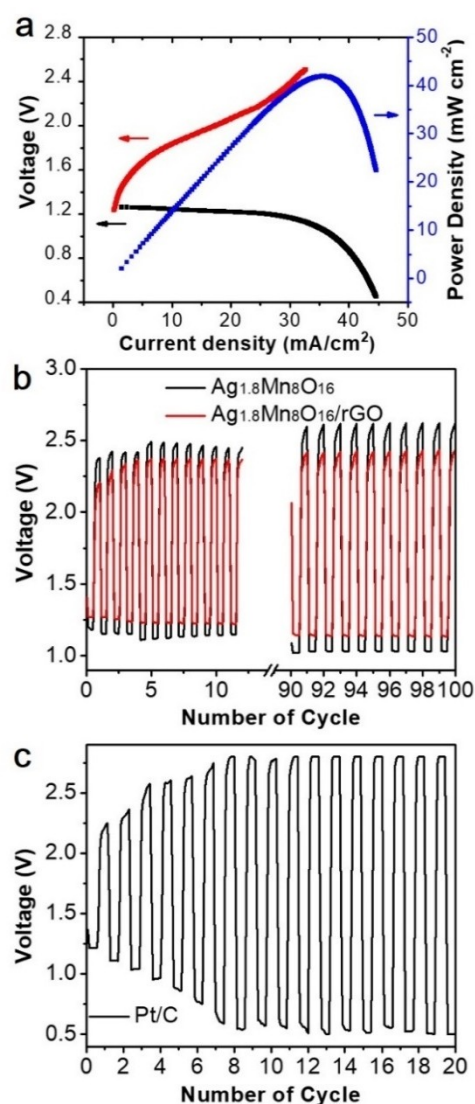 a
2.8
2.4
2.0
1.6
1.2
0.8
0.4
Voltage (V)
50
40
30
20
10
0
Power Density (mW cm⁻²)
0 10 20 30 40 50
Current density (mA/cm²)
b
Ag₁.₈Mn₈O₁₆
Ag₁.₈Mn₈O₁₆/rGO
3.0
2.5
2.0
1.5
1.0
Voltage (V)
0 5 10 90 92 94 96 98 100
Number of Cycle
c
2.5
2.0
1.5
1.0
0.5
Voltage (V)
Pt/C
0 2 4 6 8 10 12 14 16 18 20
Number of Cycle